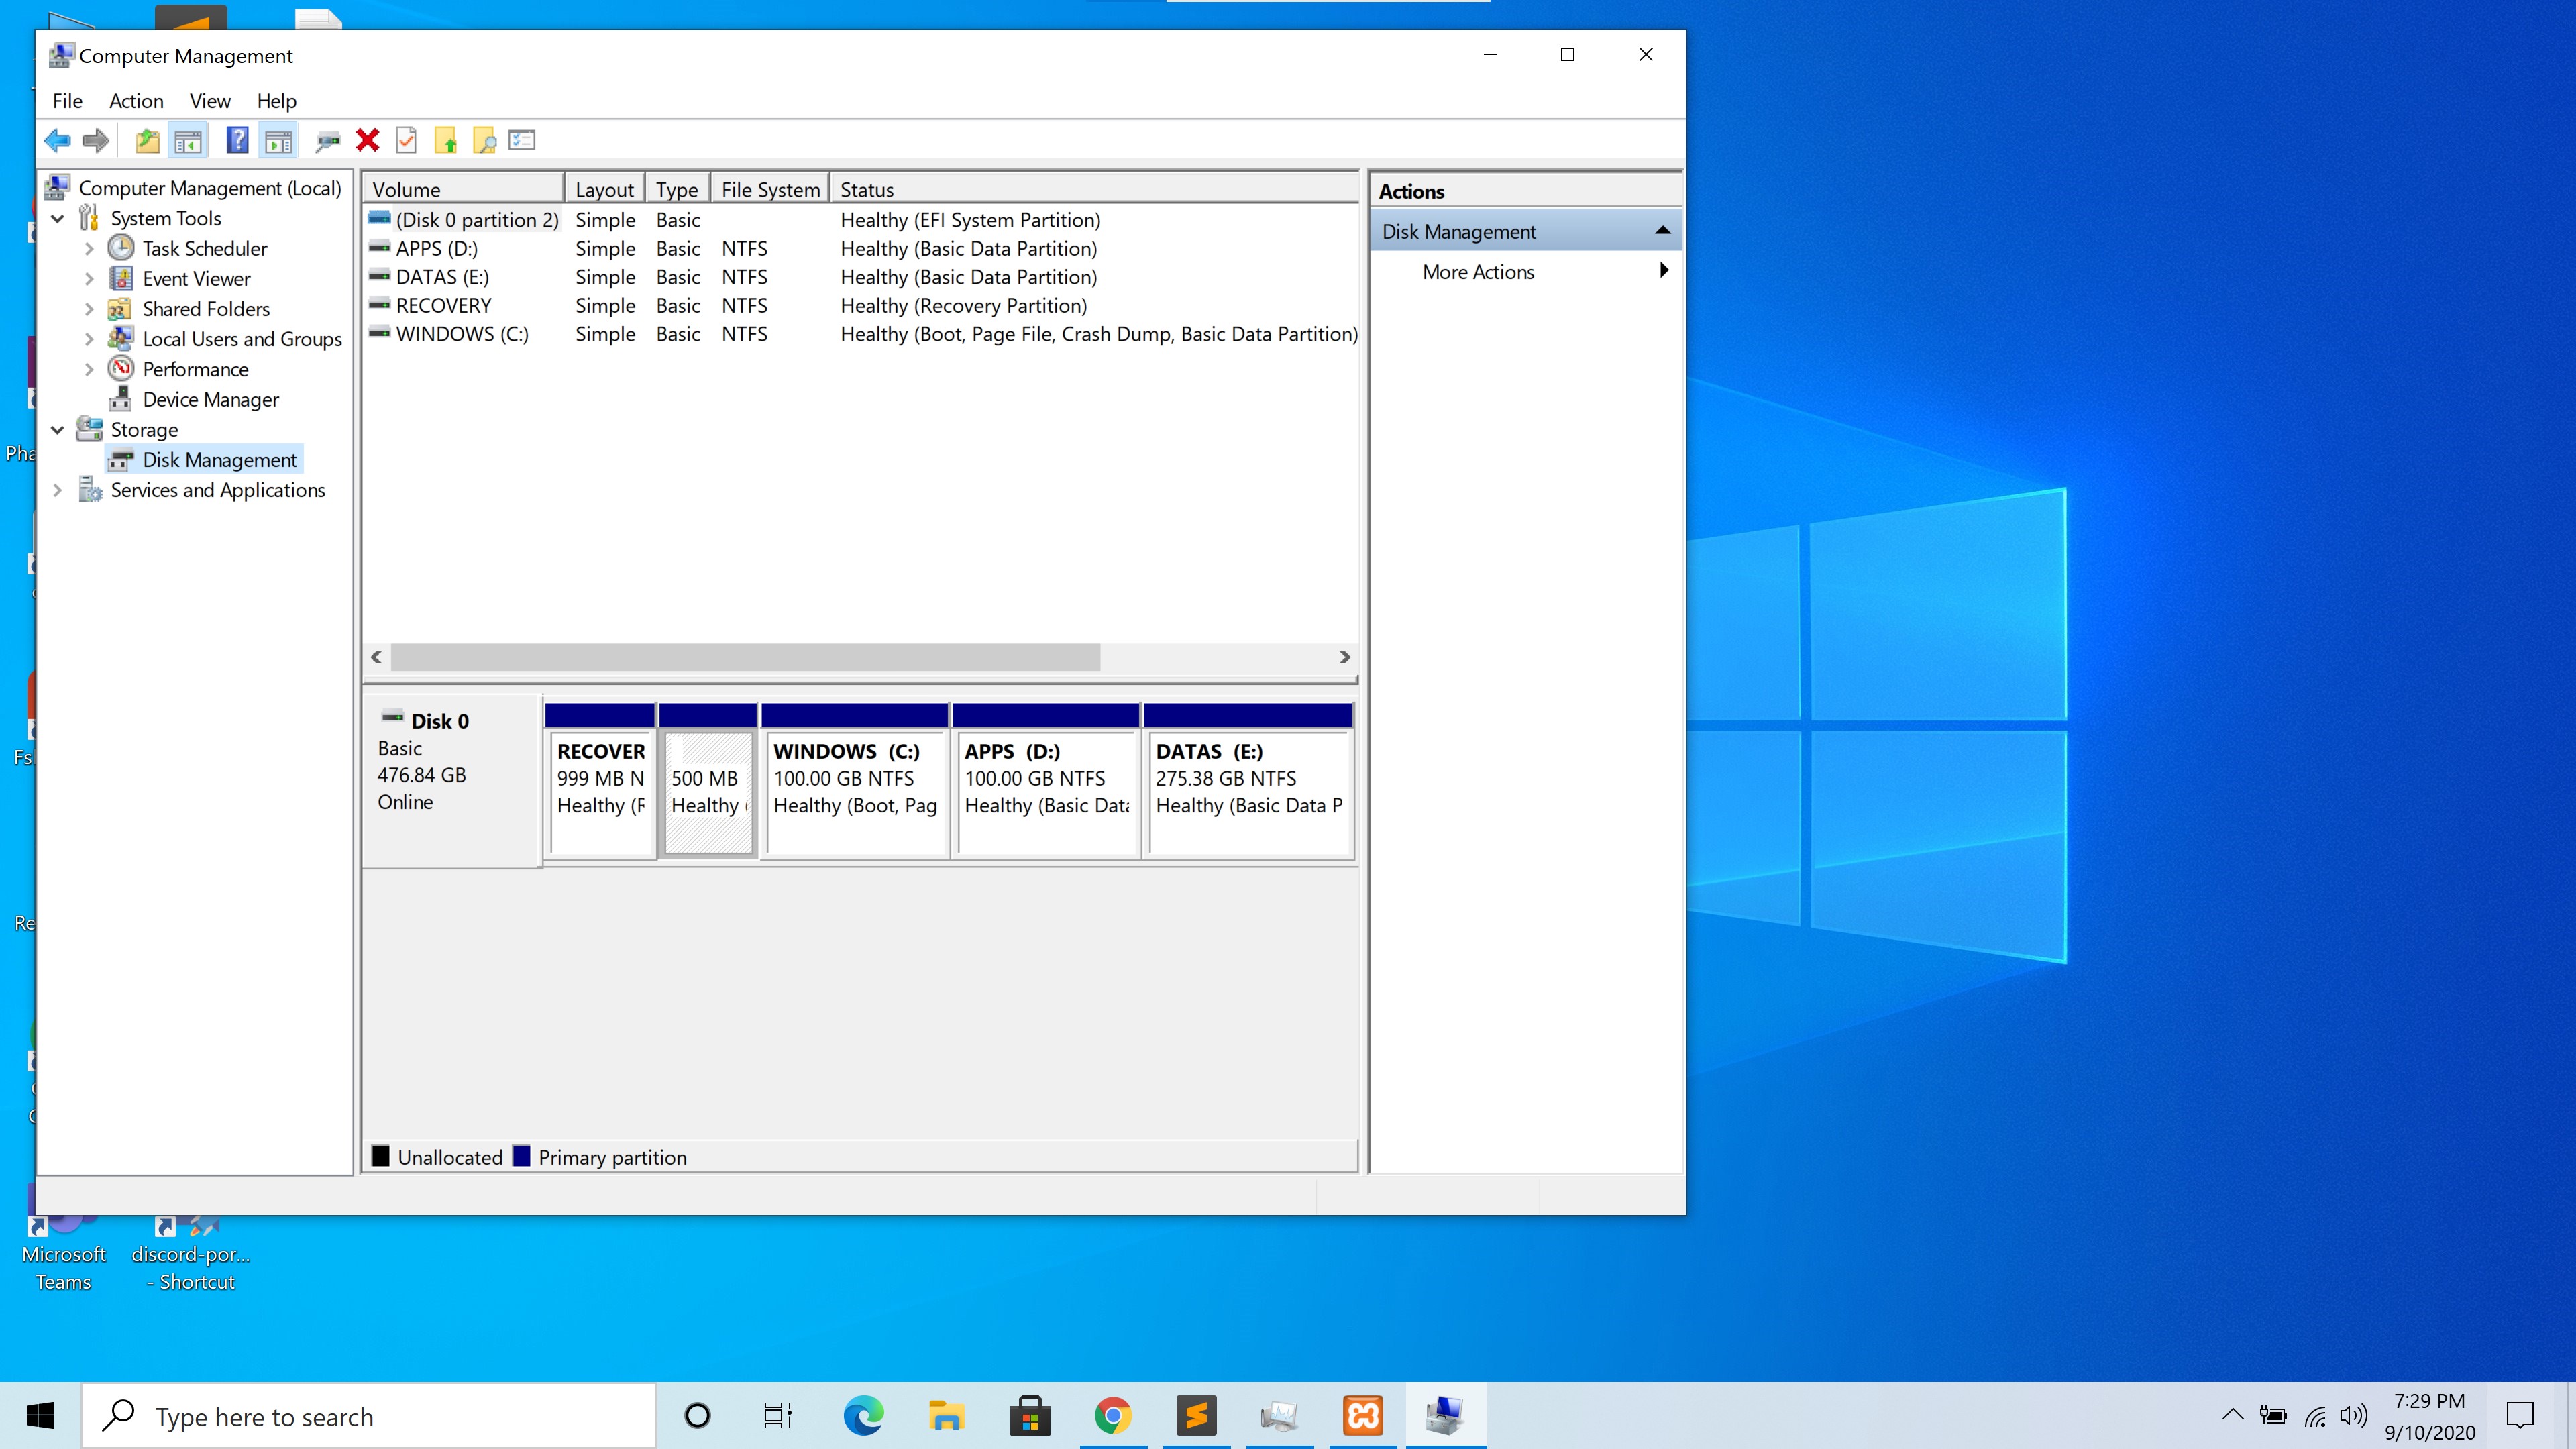 Computer Management
File Action View Help
Computer Management (Local)
System Tools
Task Scheduler
Event Viewer
Shared Folders
Local Users and Groups
Performance
Device Manager
Storage
Disk Management
Services and Applications
Volume Layout Type File System Status
(Disk 0 partition 2) Simple Basic Healthy (EFI System Partition)
APPS (D:) Simple Basic NTFS Healthy (Basic Data Partition)
DATAS (E:) Simple Basic NTFS Healthy (Basic Data Partition)
RECOVERY Simple Basic NTFS Healthy (Recovery Partition)
WINDOWS (C:) Simple Basic NTFS Healthy (Boot, Page File, Crash Dump, Basic Data Partition)
Disk 0
Basic
476.84 GB
Online
RECOVER
999 MB N
Healthy (F
500 MB
Healthy (
WINDOWS (C:)
100.00 GB NTFS
Healthy (Boot, Pag
APPS (D:)
100.00 GB NTFS
Healthy (Basic Data
DATAS (E:)
275.38 GB NTFS
Healthy (Basic Data P
Unallocated Primary partition
Actions
Disk Management
More Actions
Pha
Fs
Re
Microsoft
Teams
discord-por...
- Shortcut
Type here to search
7:29 PM
9/10/2020